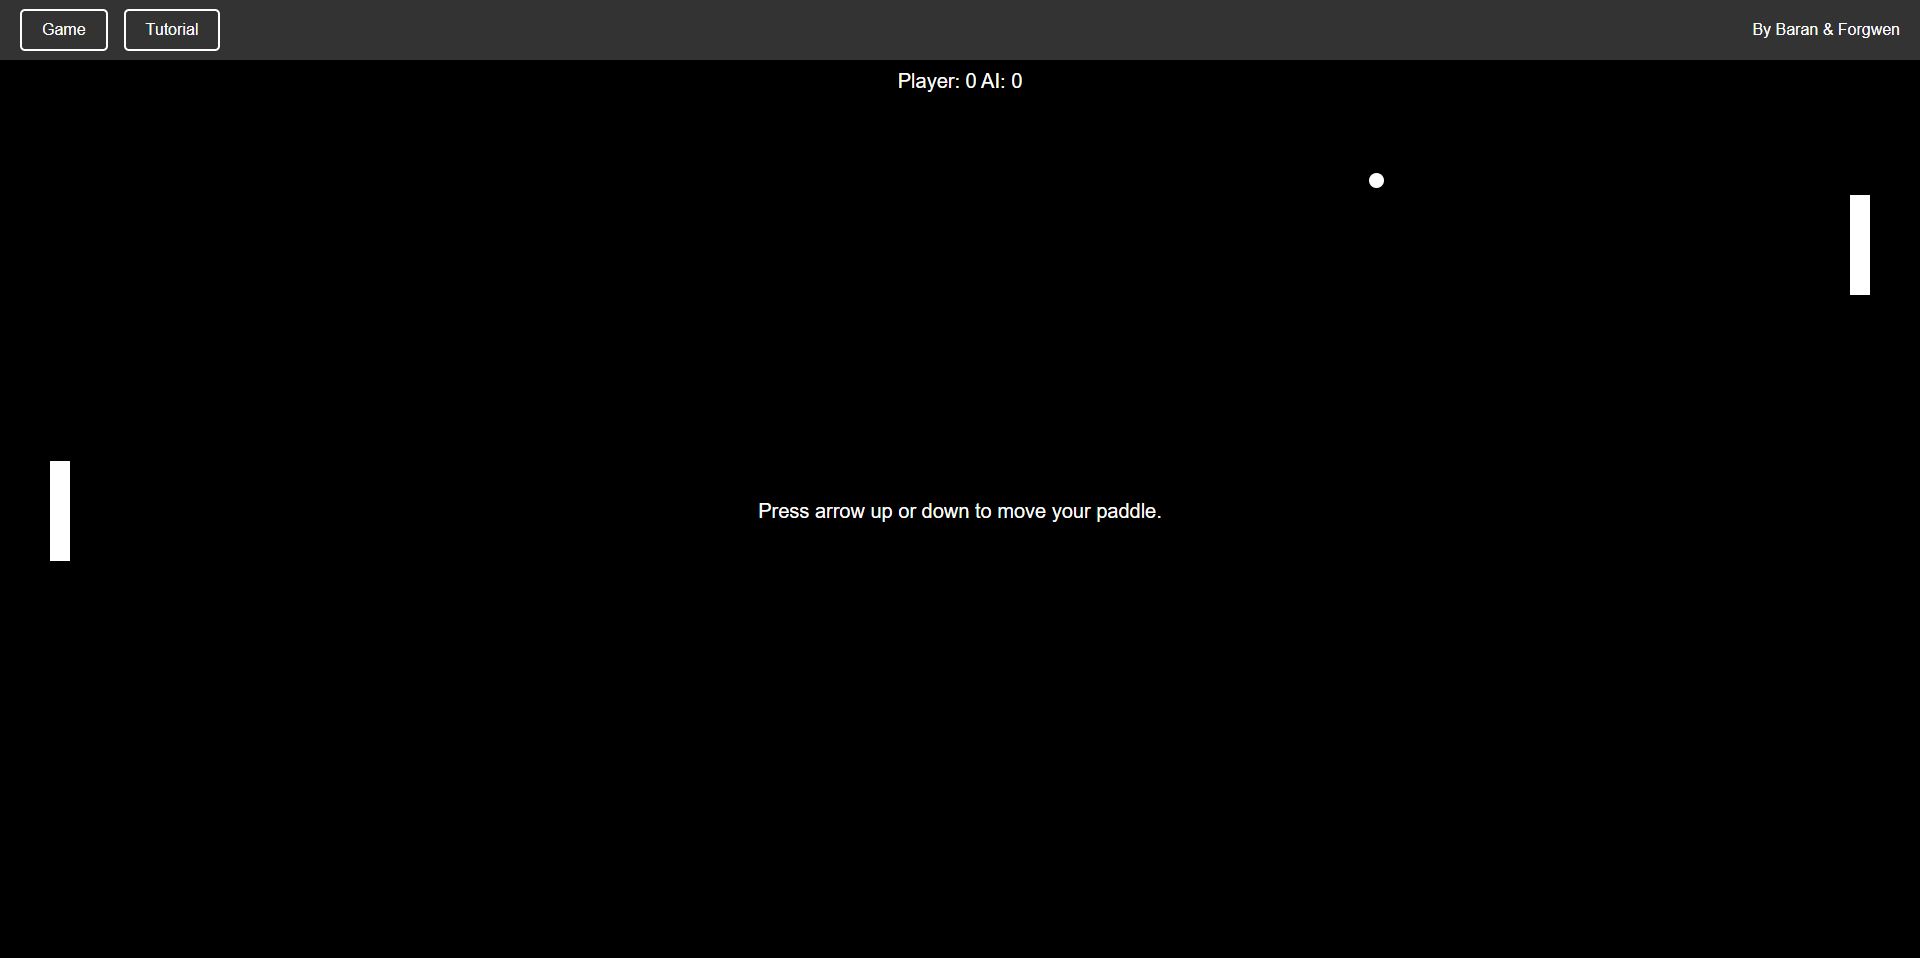 Game Tutorial By Baran & Forgwen
Player: 0 AI: 0
Press arrow up or down to move your paddle.